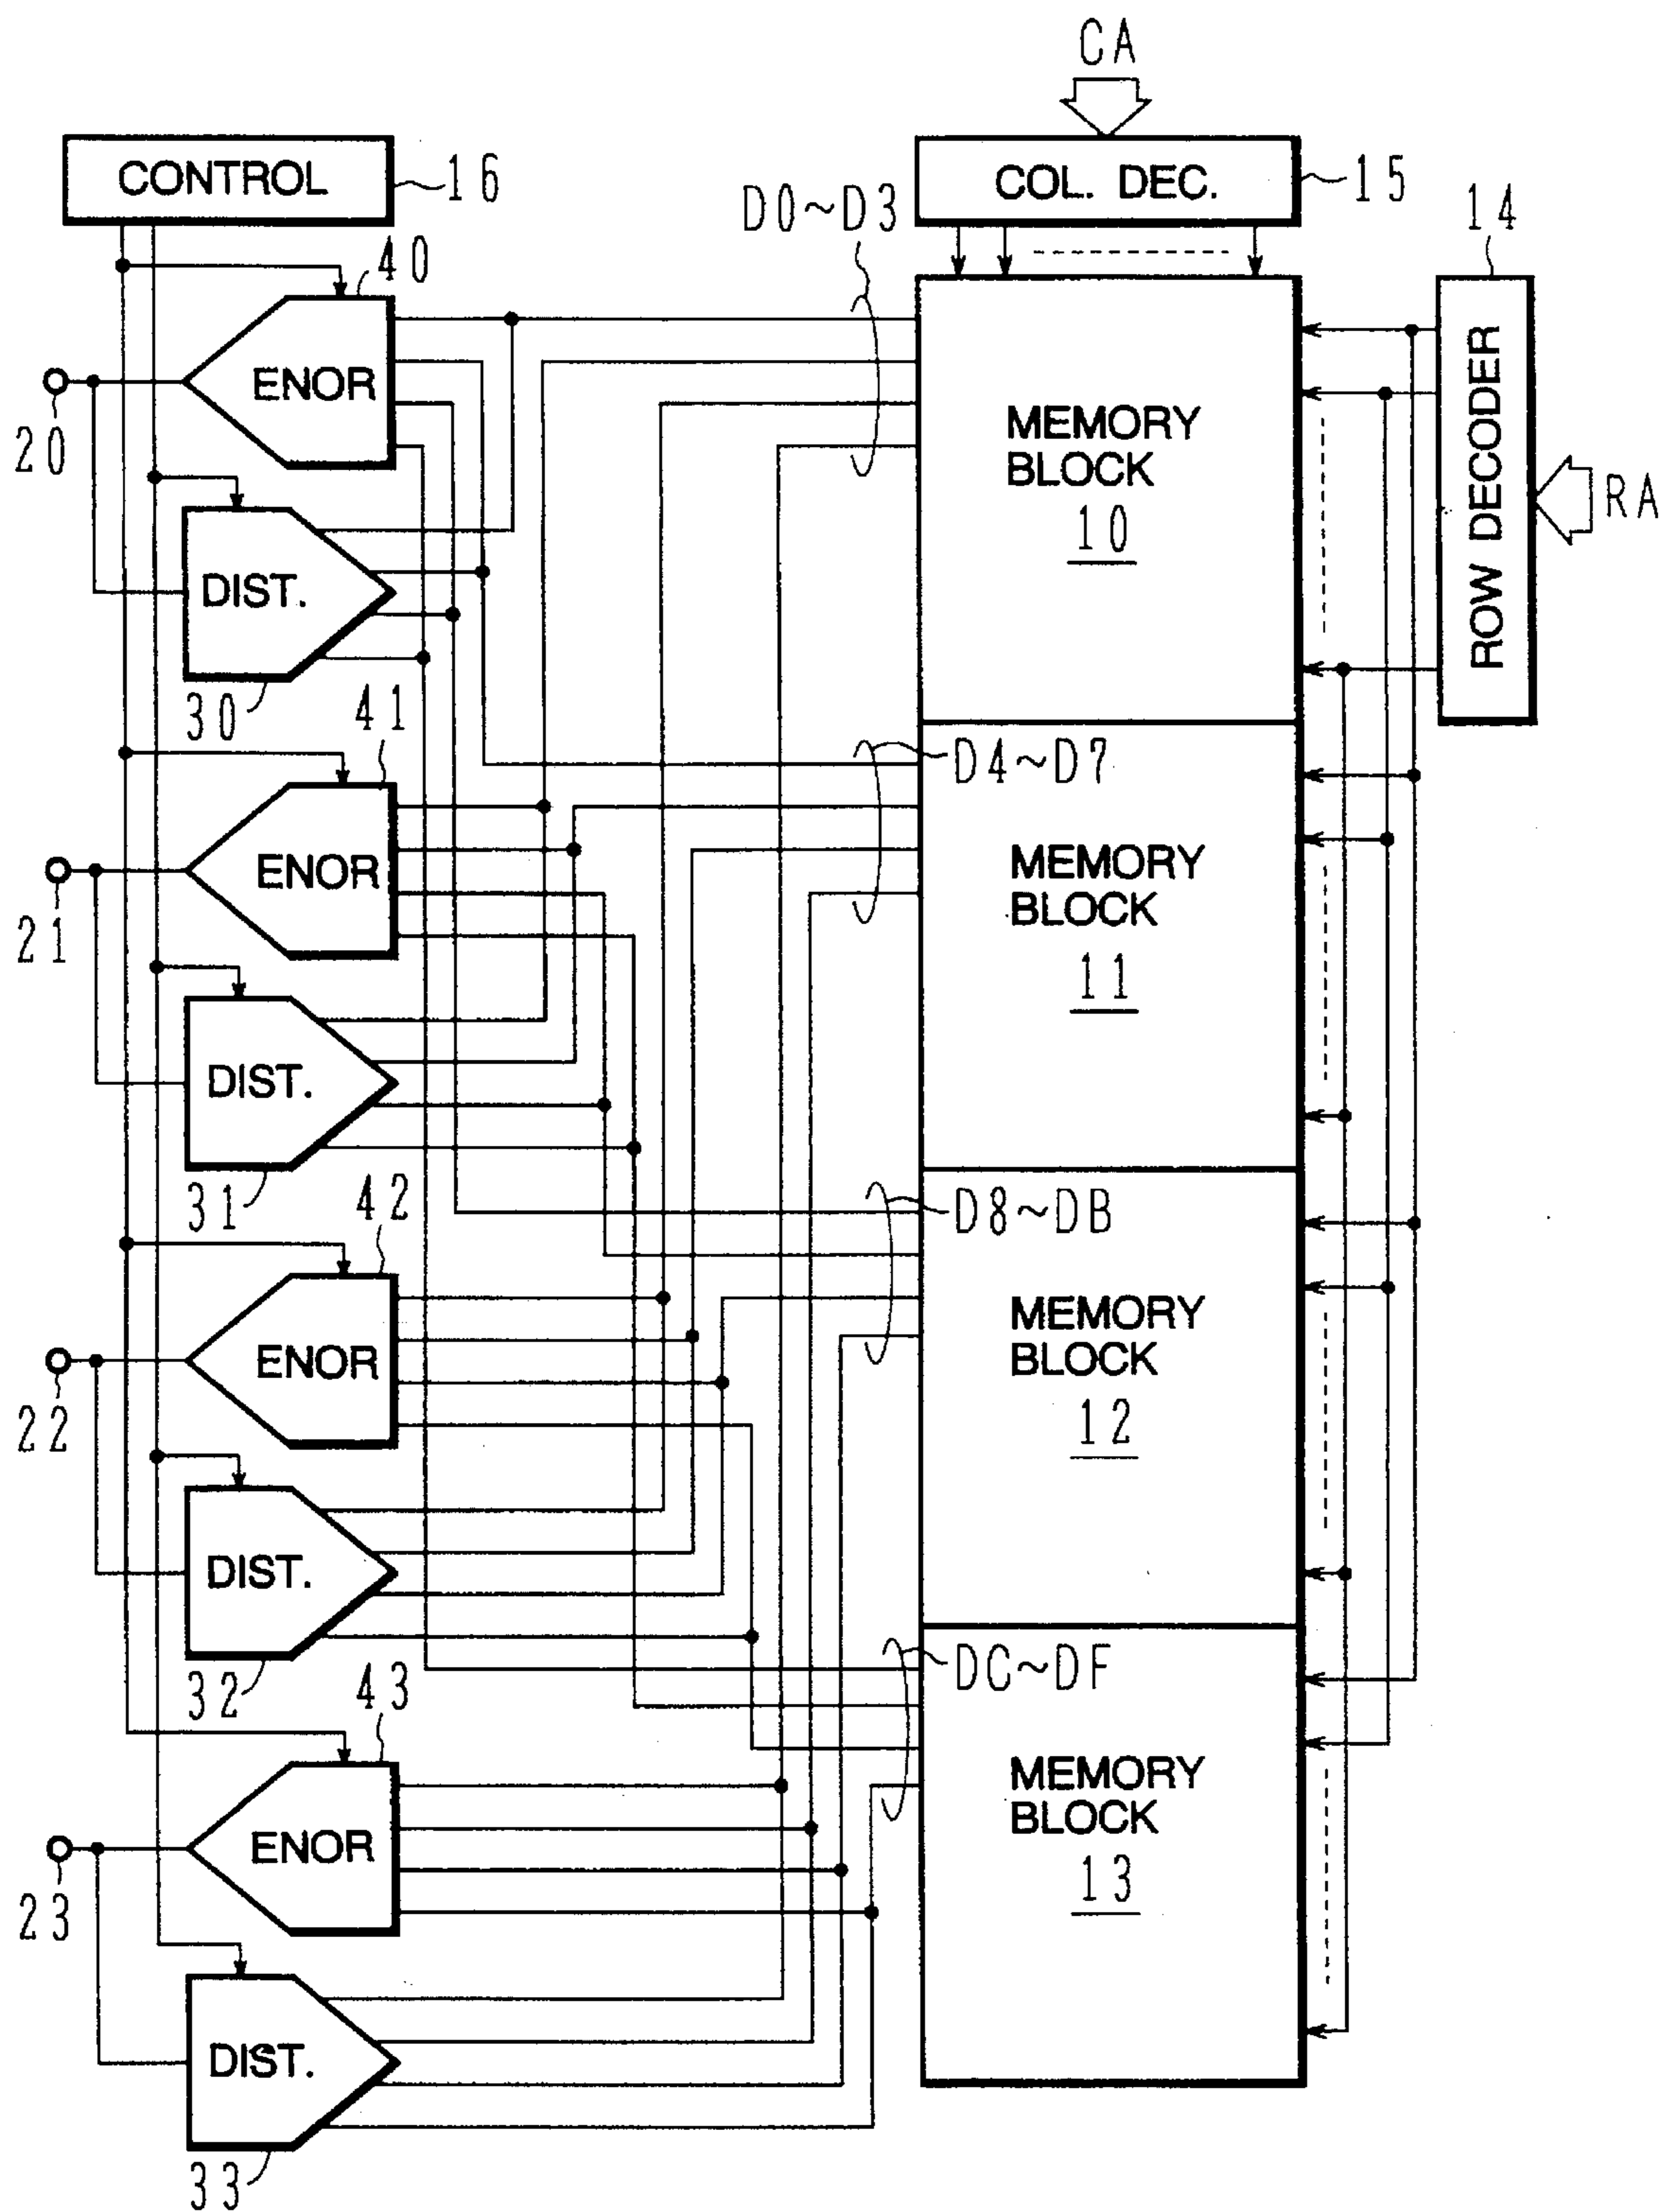 CA
CONTROL
16
COL. DEC.
15
D0~D3
14
40
ENOR
20
MEMORY
BLOCK
10
ROW DECODER
RA
DIST.
30
41
D4~D7
ENOR
21
MEMORY
BLOCK
11
DIST.
31
42
D8~DB
ENOR
22
MEMORY
BLOCK
12
DIST.
32
43
DC~DF
ENOR
23
MEMORY
BLOCK
13
DIST.
33